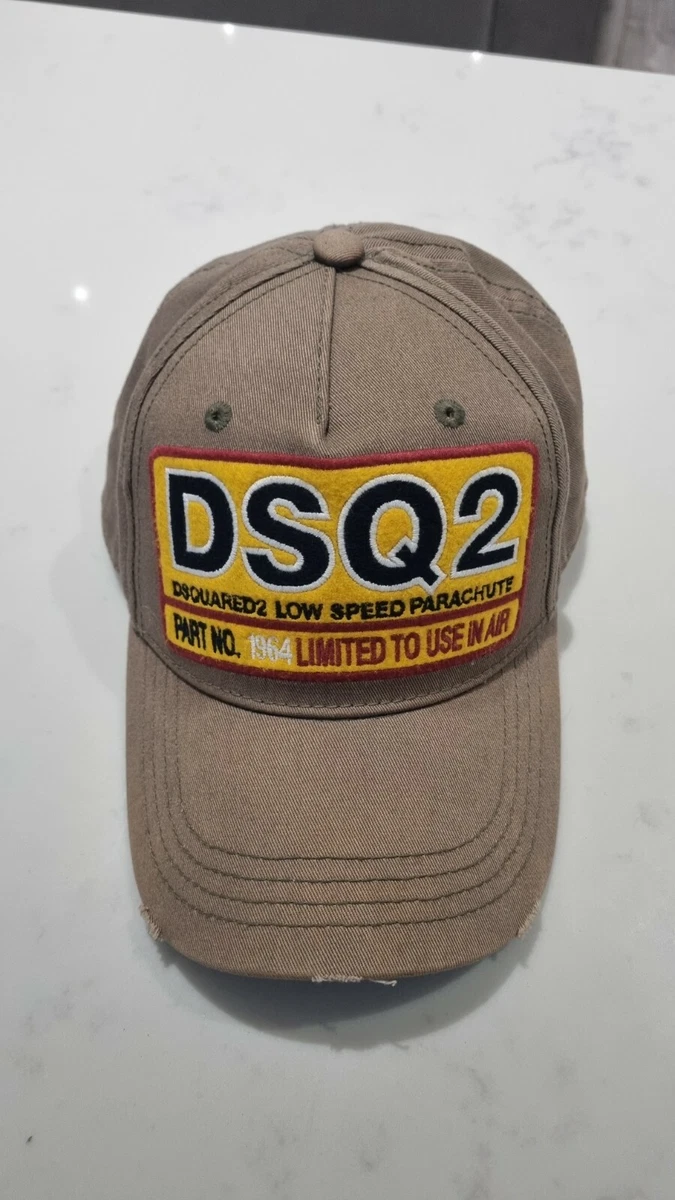 DSQ2
DSQUARED2 LOW SPEED PARACHUTE
PART NO. 1964 LIMITED TO USE IN AIR